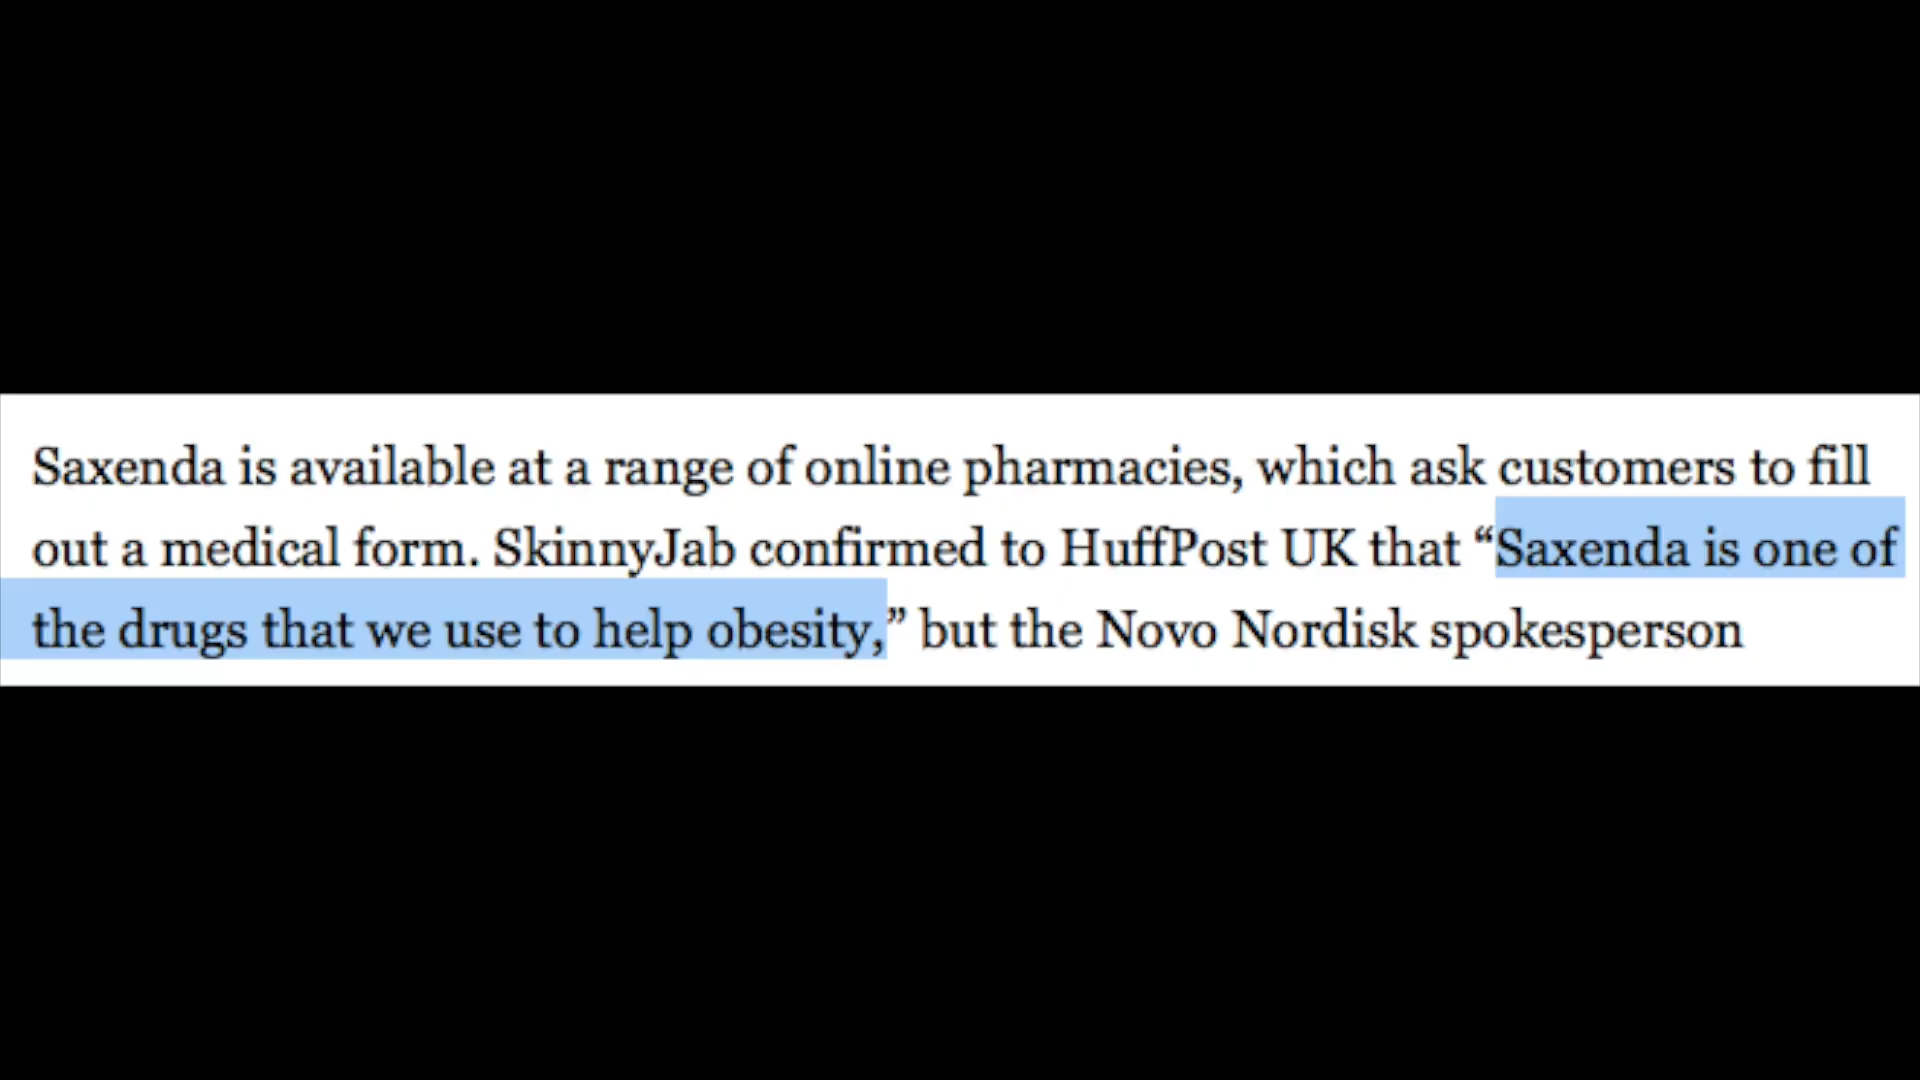 Saxenda is available at a range of online pharmacies, which ask customers to fill
out a medical form. SkinnyJab confirmed to HuffPost UK that “Saxenda is one of
the drugs that we use to help obesity,” but the Novo Nordisk spokesperson